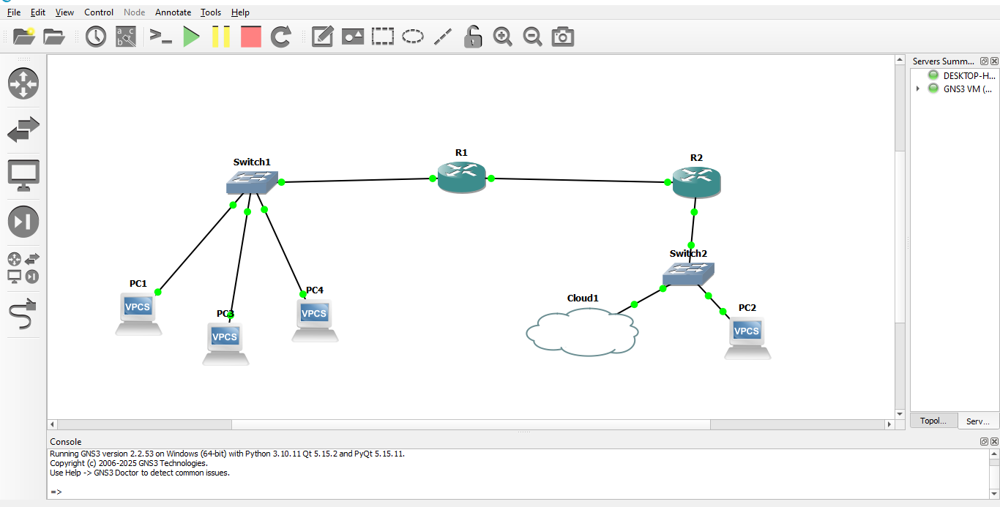 File Edit View Control Node Annotate Tools Help
a c
b
Servers Summ...
DESKTOP-H...
GNS3 VM (...
R1
R2
Switch1
Switch2
PC1
PC4
Cloud1
PC2
PC3
VPCS
VPCS
VPCS
VPCS
Topol... Serv...
Console
Running GNS3 version 2.2.53 on Windows (64-bit) with Python 3.10.11 Qt 5.15.2 and PyQt 5.15.11.
Copyright (c) 2006-2025 GNS3 Technologies.
Use Help -> GNS3 Doctor to detect common issues.
=>